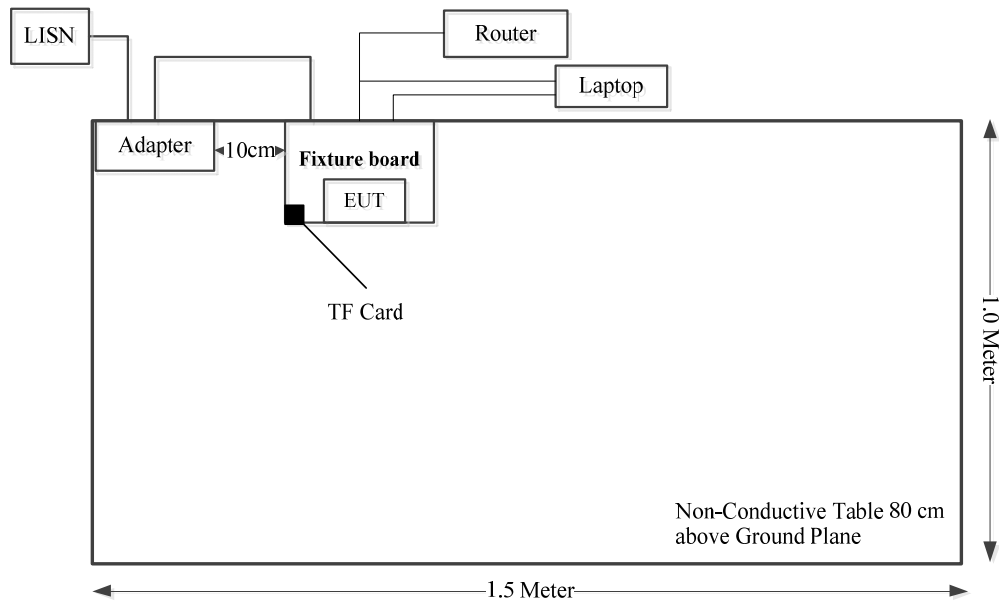 LISN
Router
Laptop
Adapter
10cm
Fixture board
EUT
TF Card
1.0 Meter
Non-Conductive Table 80 cm
above Ground Plane
1.5 Meter